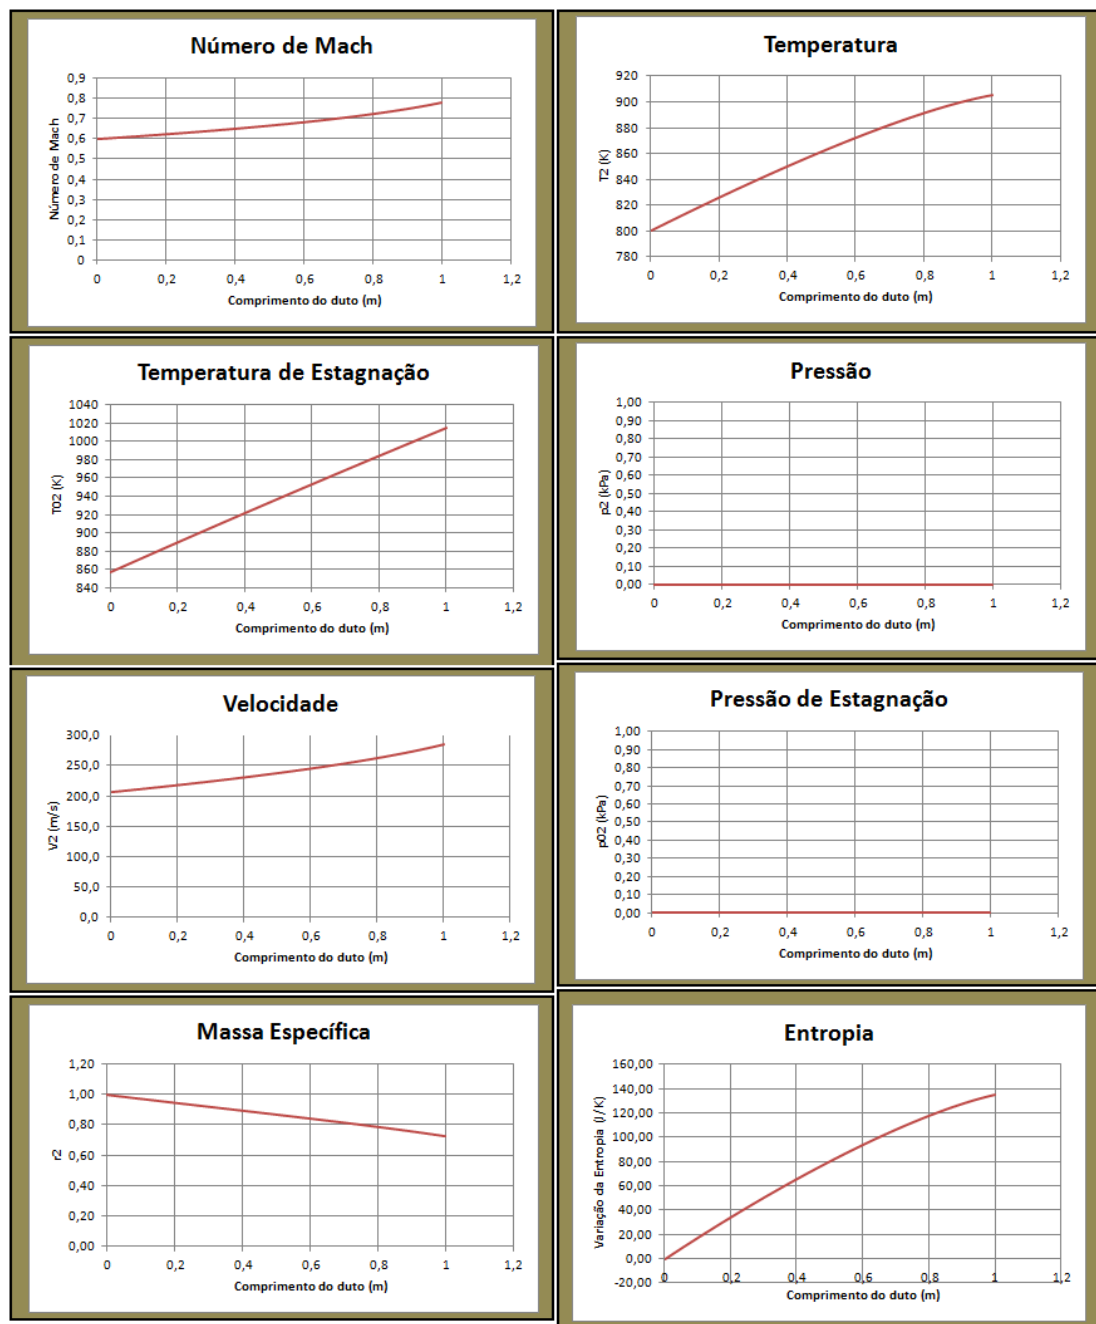 Número de Mach
Número de Mach
0,9
0,8
0,7
0,6
0,5
0,4
0,3
0,2
0,1
0
0 0,2 0,4 0,6 0,8 1 1,2
Comprimento do duto (m)
Temperatura
T2 (K)
920
900
880
860
840
820
800
780
0 0,2 0,4 0,6 0,8 1 1,2
Comprimento do duto (m)
Temperatura de Estagnação
T02 (K)
1040
1020
1000
980
960
940
920
900
880
860
840
0 0,2 0,4 0,6 0,8 1 1,2
Comprimento do duto (m)
Pressão
p2 (kPa)
1,00
0,90
0,80
0,70
0,60
0,50
0,40
0,30
0,20
0,10
0,00
0 0,2 0,4 0,6 0,8 1 1,2
Comprimento do duto (m)
Velocidade
V2 (m/s)
300,0
250,0
200,0
150,0
100,0
50,0
0,0
0 0,2 0,4 0,6 0,8 1 1,2
Comprimento do duto (m)
Pressão de Estagnação
p02 (kPa)
1,00
0,90
0,80
0,70
0,60
0,50
0,40
0,30
0,20
0,10
0,00
0 0,2 0,4 0,6 0,8 1 1,2
Comprimento do duto (m)
Massa Específica
r2
1,20
1,00
0,80
0,60
0,40
0,20
0,00
0 0,2 0,4 0,6 0,8 1 1,2
Comprimento do duto (m)
Entropia
Variação da Entropia (J/K)
160,00
140,00
120,00
100,00
80,00
60,00
40,00
20,00
0,00
-20,00
0 0,2 0,4 0,6 0,8 1 1,2
Comprimento do duto (m)